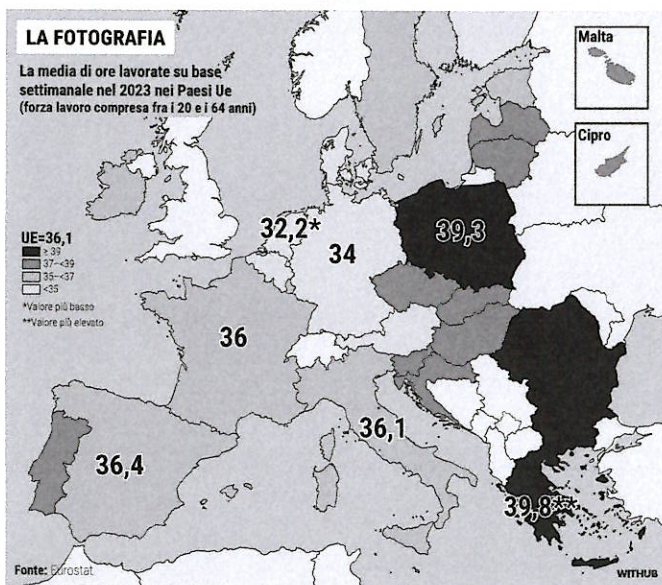 LA FOTOGRAFIA
La media di ore lavorate su base
settimanale nel 2023 nei Paesi Ue
(forza lavoro compresa fra i 20 e i 64 anni)
Malta
Cipro
UE=36,1
≥ 39
37–<39
35–<37
<35
*Valore più basso
**Valore più elevato
32,2*
34
39,3
36
36,1
36,4
39,8**
Fonte: Eurostat
WITHUB